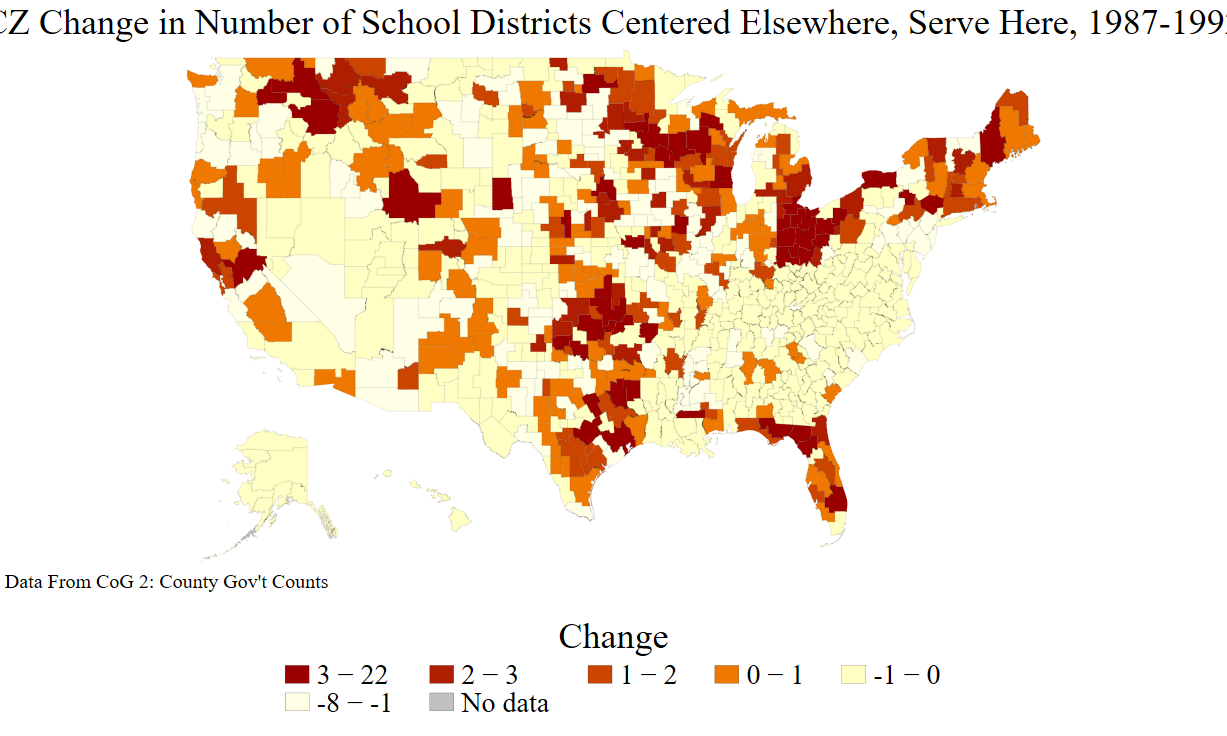 CZ Change in Number of School Districts Centered Elsewhere, Serve Here, 1987-199
Data From CoG 2: County Gov't Counts
Change
3 − 22 2 − 3 1 − 2 0 − 1 -1 − 0
-8 − -1 No data